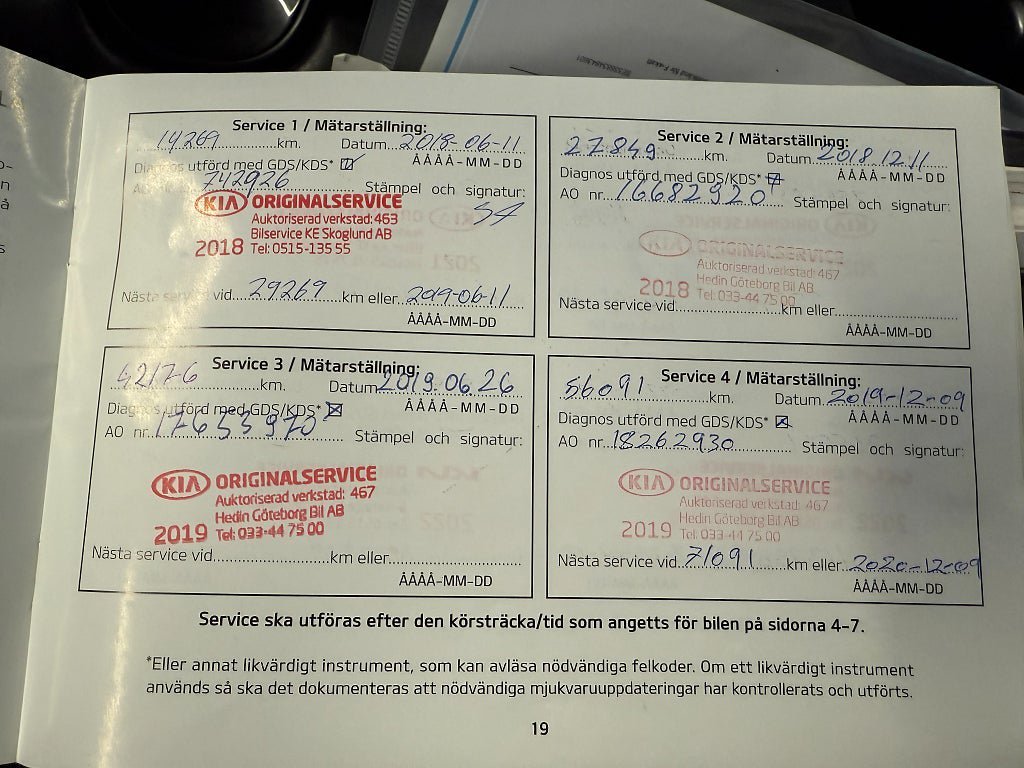 Service 1 / Mätarställning:
14269 km. Datum 2018-06-11
Diagnos utförd med GDS/KDS* ÅÅÅÅ-MM-DD
AO 742926 Stämpel och signatur:
KIA ORIGINALSERVICE
Auktoriserad verkstad: 463
Bilservice KE Skoglund AB
2018 Tel: 0515-135 55
Nästa service vid 29269 km eller 2019-06-11
ÅÅÅÅ-MM-DD
Service 2 / Mätarställning:
27849 km. Datum 2018.12.11
Diagnos utförd med GDS/KDS* ÅÅÅÅ-MM-DD
AO nr. 16682920 Stämpel och signatur:
KIA ORIGINALSERVICE
Auktoriserad verkstad: 467
Hedin Göteborg Bil AB
2018 Tel: 033-44 75 00
Nästa service vid km eller
ÅÅÅÅ-MM-DD
Service 3 / Mätarställning:
42176 km. Datum 2019.06.26
Diagnos utförd med GDS/KDS* ÅÅÅÅ-MM-DD
AO nr. 17653970 Stämpel och signatur:
KIA ORIGINALSERVICE
Auktoriserad verkstad: 467
Hedin Göteborg Bil AB
2019 Tel: 033-44 75 00
Nästa service vid km eller
ÅÅÅÅ-MM-DD
Service 4 / Mätarställning:
56091 km. Datum 2019-12-09
Diagnos utförd med GDS/KDS* ÅÅÅÅ-MM-DD
AO nr. 18262930 Stämpel och signatur:
KIA ORIGINALSERVICE
Auktoriserad verkstad: 467
Hedin Göteborg Bil AB
2019 Tel: 033-44 75 00
Nästa service vid 71091 km eller 2020-12-09
ÅÅÅÅ-MM-DD
Service ska utföras efter den körsträcka/tid som angetts för bilen på sidorna 4-7.
*Eller annat likvärdigt instrument, som kan avläsa nödvändiga felkoder. Om ett likvärdigt instrument
används så ska det dokumenteras att nödvändiga mjukvaruuppdateringar har kontrollerats och utförts.
19